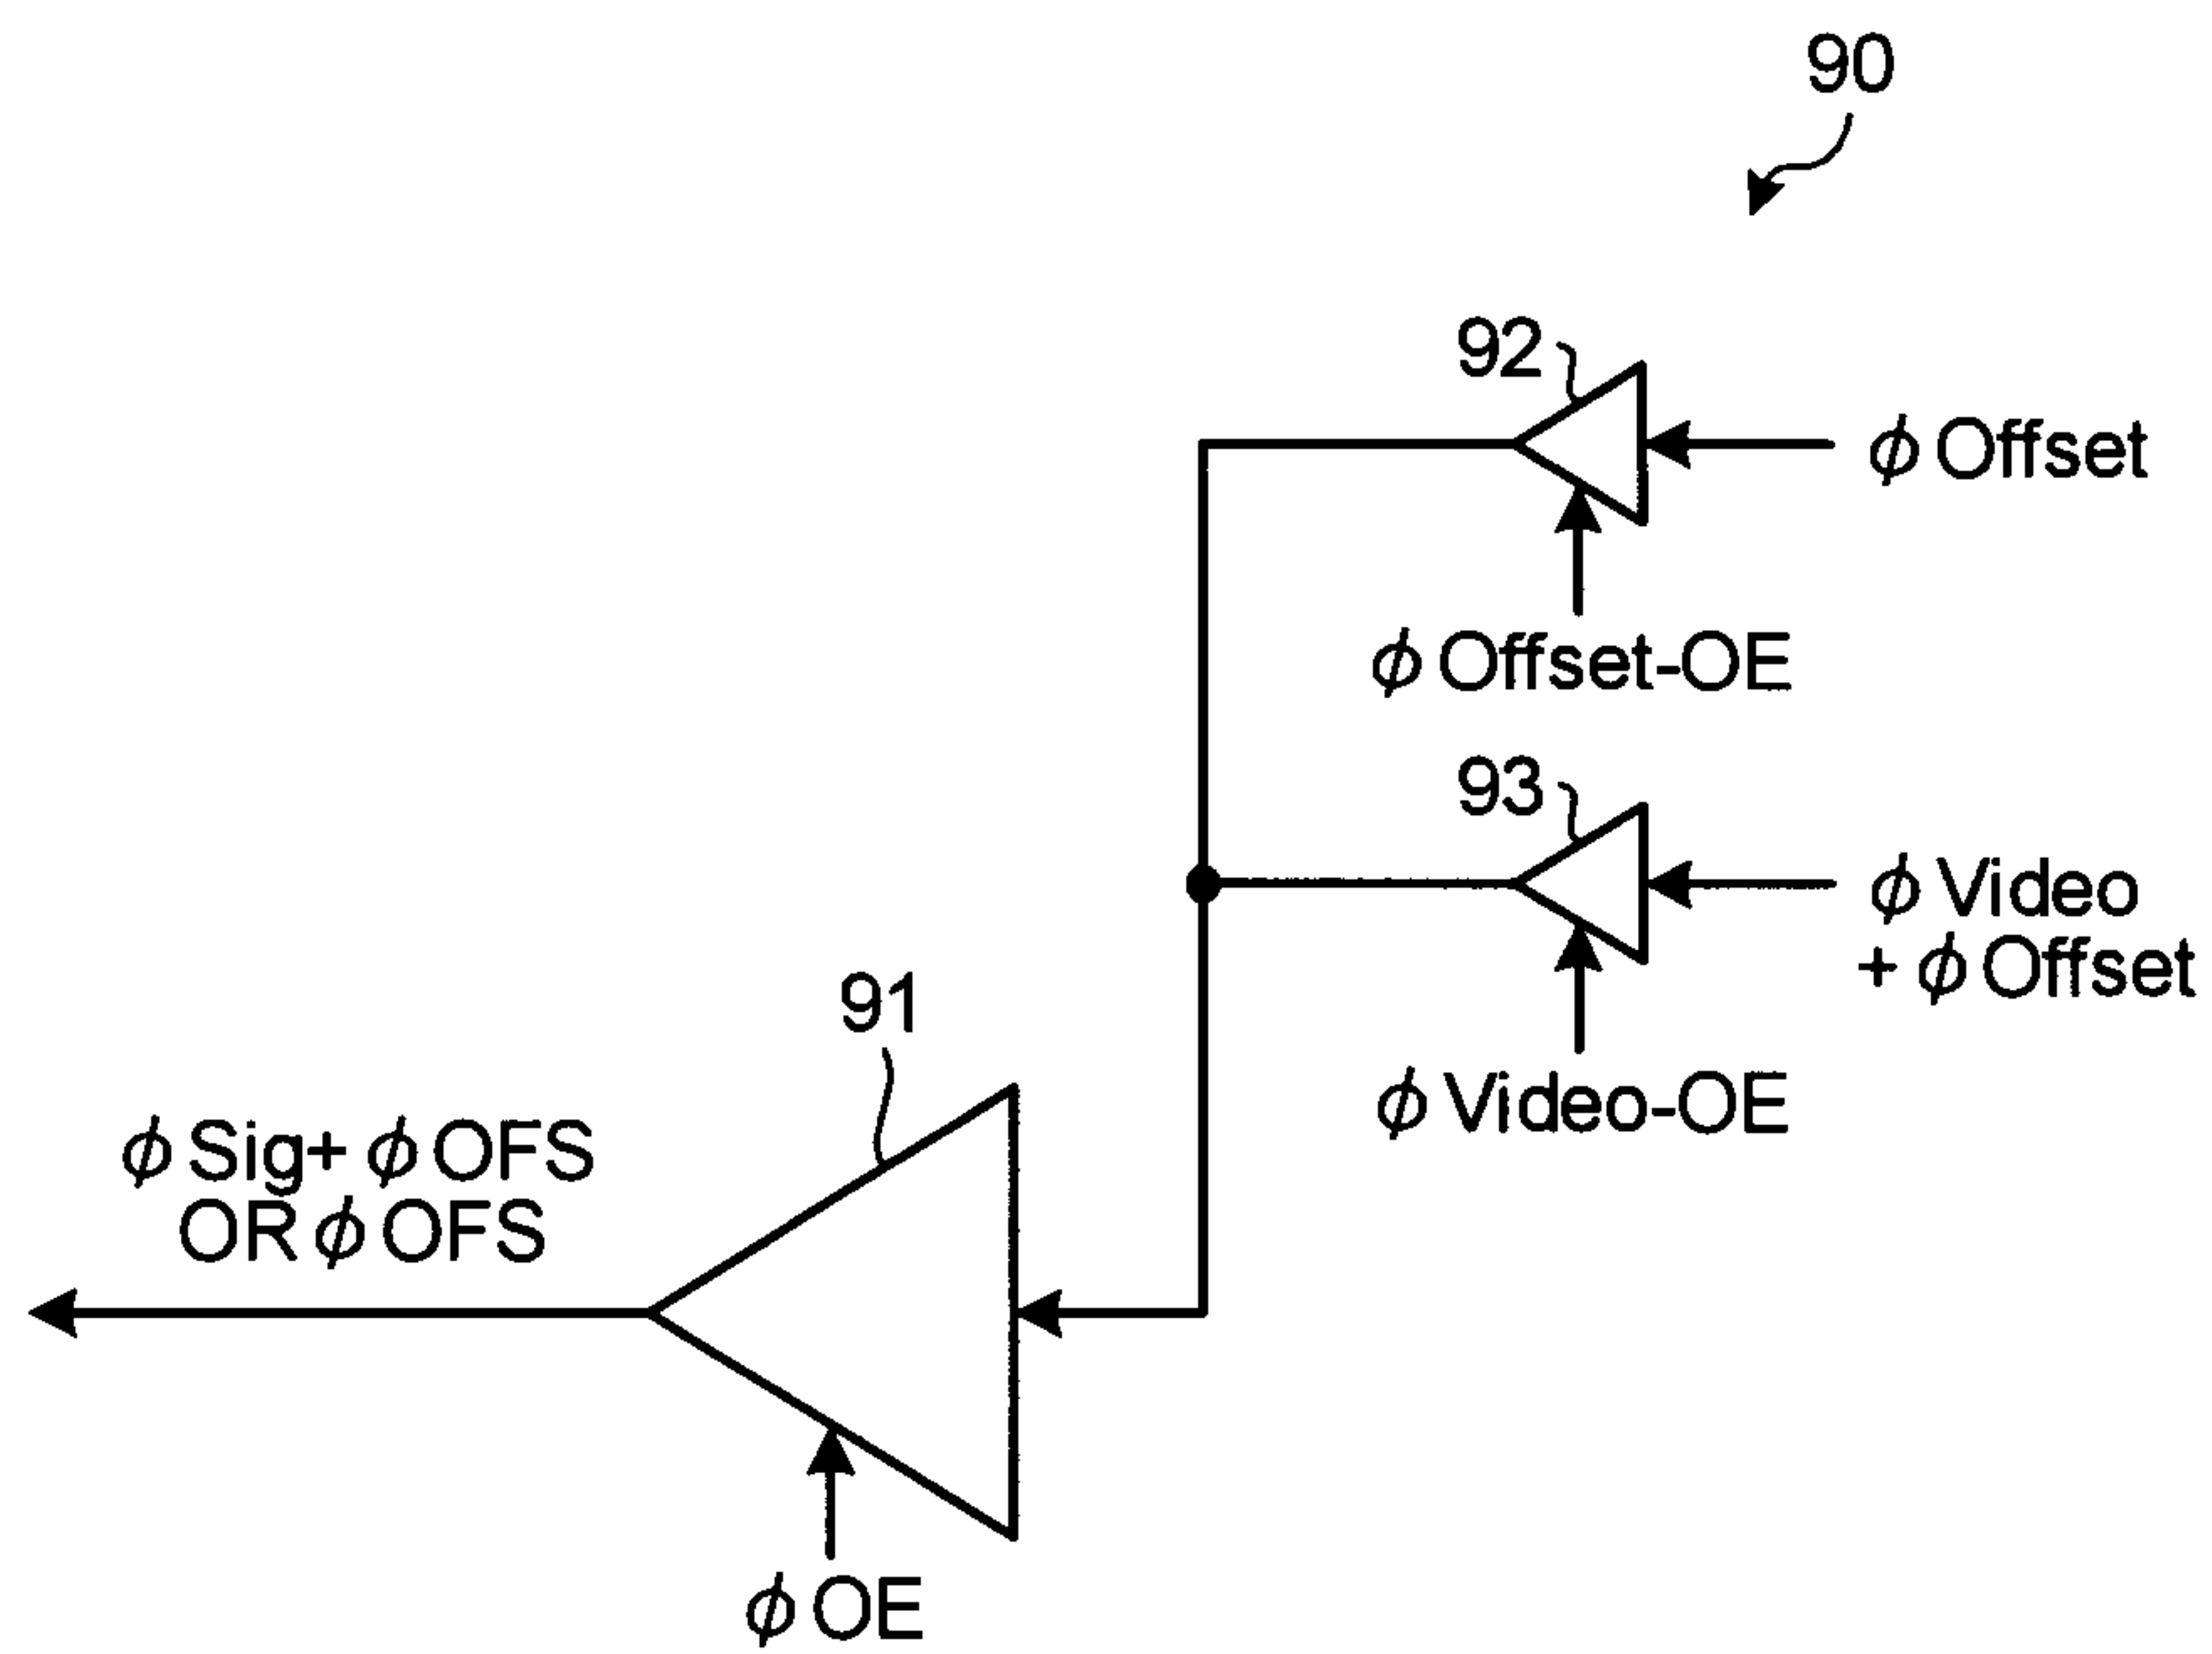 90
92
ϕ Offset
ϕ Offset-OE
93
ϕ Video
+ ϕ Offset
ϕ Video-OE
91
ϕ Sig+ ϕ OFS
OR ϕ OFS
ϕ OE